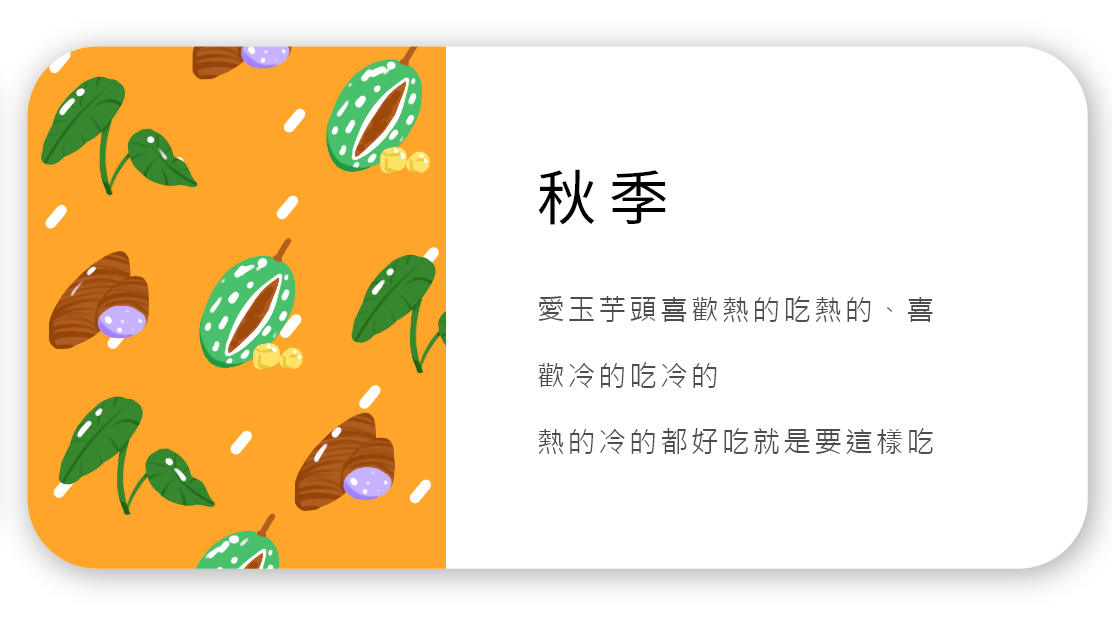 秋季
愛玉芋頭喜歡熱的吃熱的、喜
歡冷的吃冷的
熱的冷的都好吃就是要這樣吃